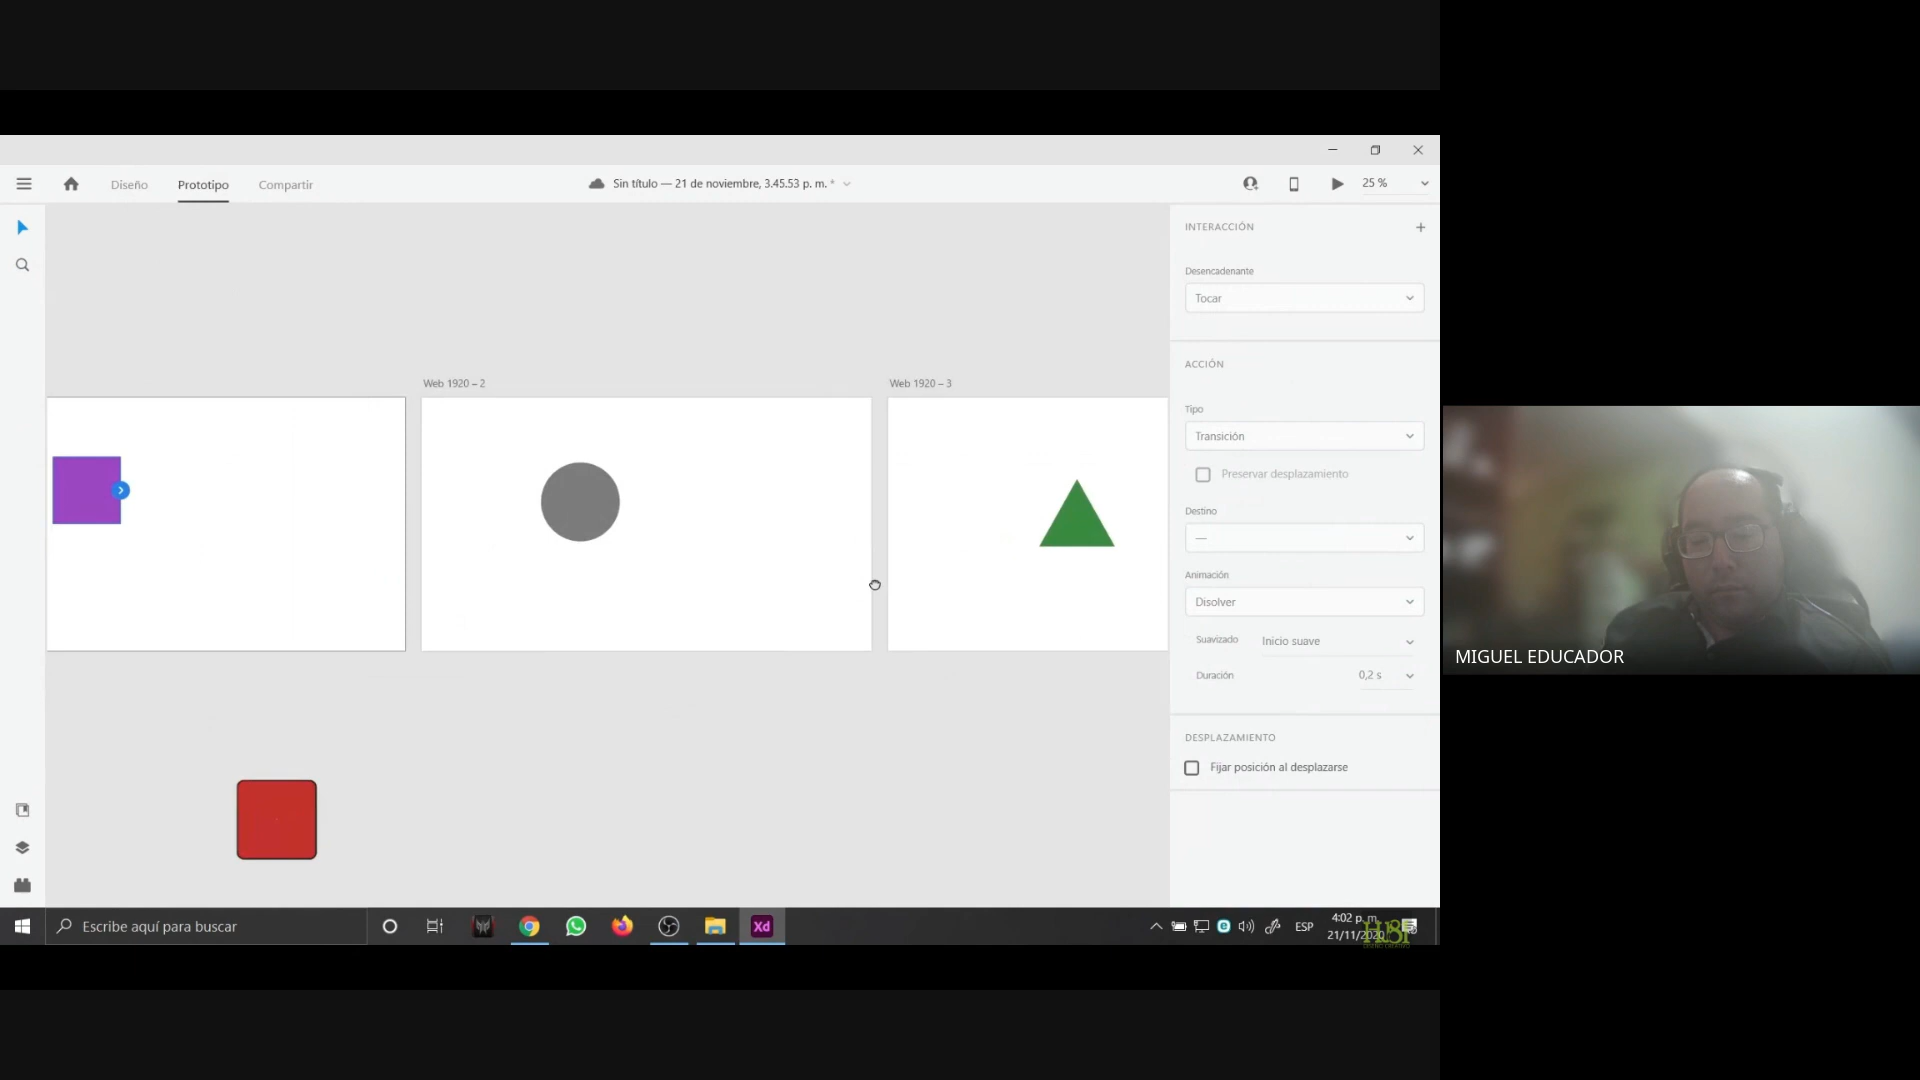 Diseño
Prototipo
Compartir
Sin título — 21 de noviembre, 3.45.53 p. m. *
25 %
INTERACCIÓN
Desencadenante
Tocar
ACCIÓN
Tipo
Transición
Preservar desplazamiento
Destino
—
Animación
Disolver
Suavizado
Inicio suave
Duración
0,2 s
DESPLAZAMIENTO
Fijar posición al desplazarse
Web 1920 – 2
Web 1920 – 3
MIGUEL EDUCADOR
Escribe aquí para buscar
Xd
ESP
4:02 p. m.
21/11/2020